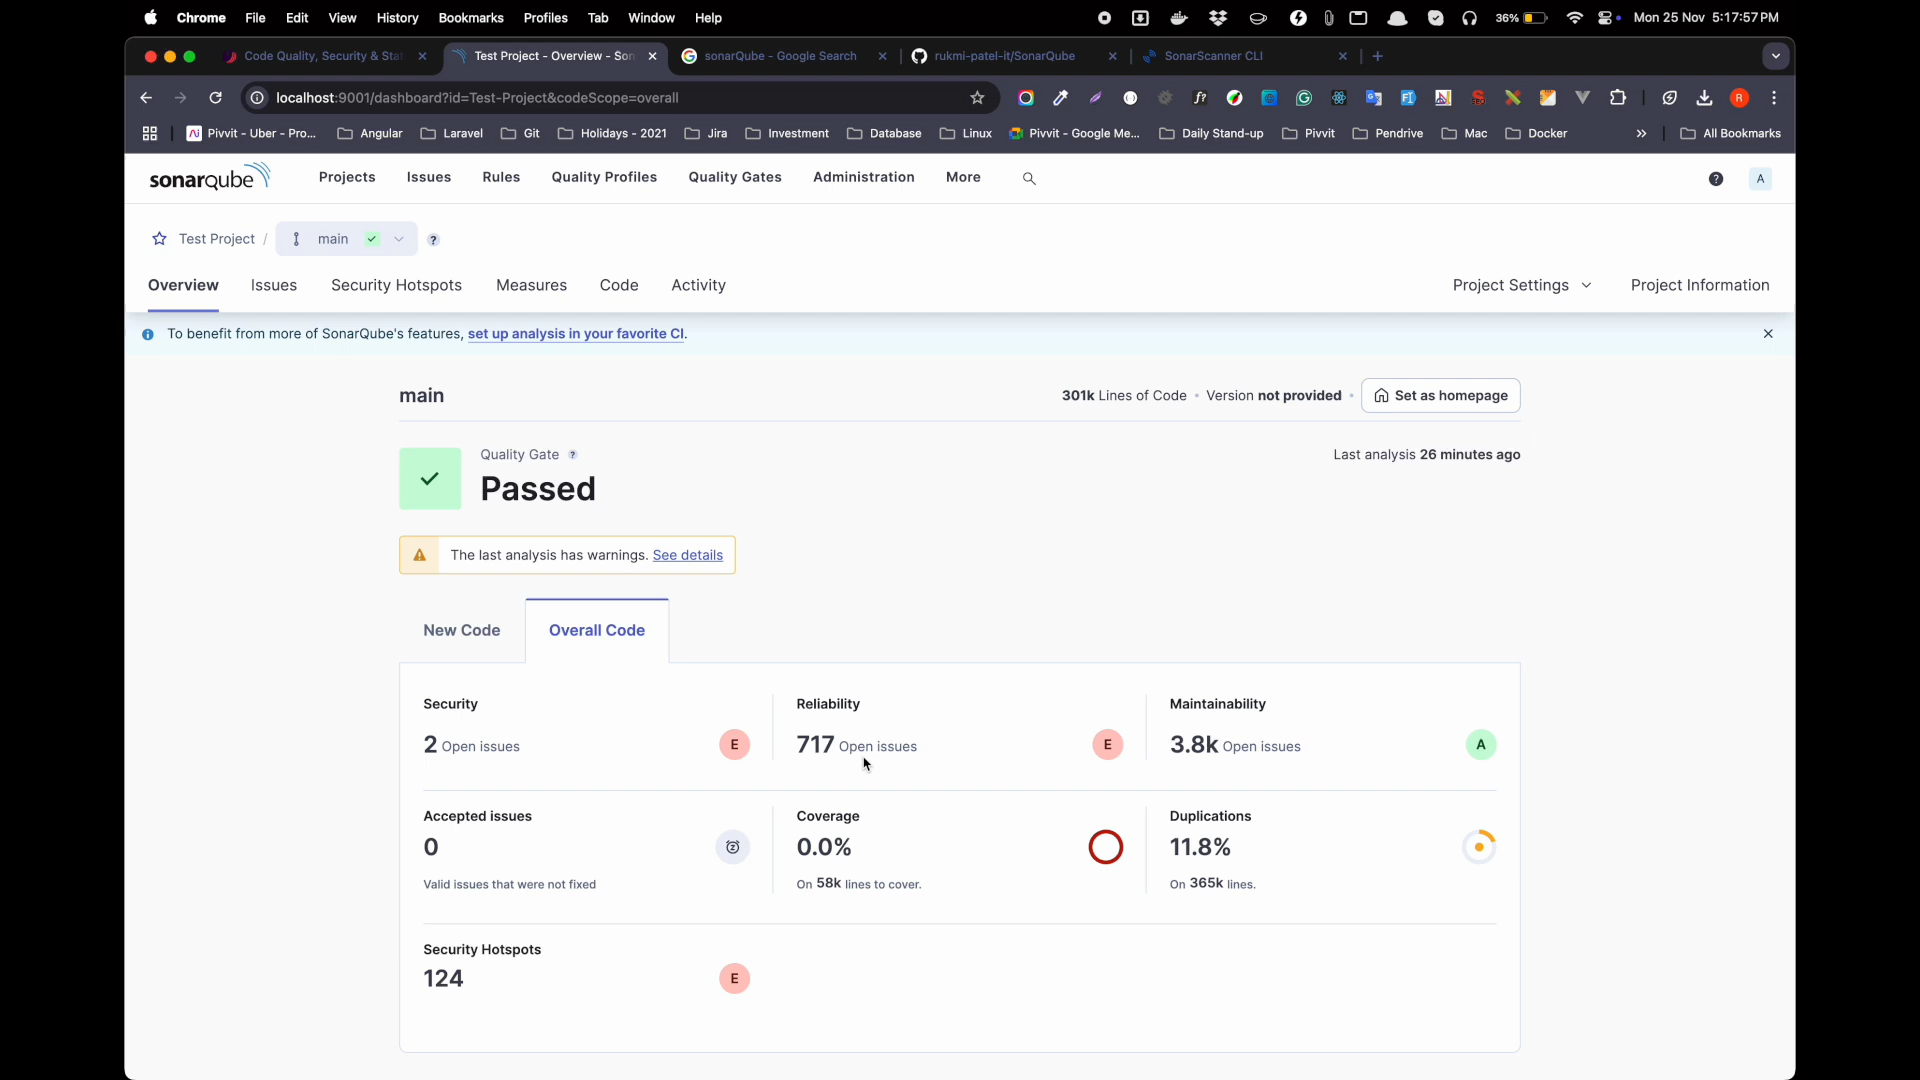 Chrome File Edit View History Bookmarks Profiles Tab Window Help 36% Mon 25 Nov 5:17:57 PM
Code Quality, Security & Stat Test Project - Overview - Son sonarQube - Google Search rukmi-patel-it/SonarQube SonarScanner CLI
localhost:9001/dashboard?id=Test-Project&codeScope=overall R
Pivvit - Uber - Pro... Angular Laravel Git Holidays - 2021 Jira Investment Database Linux Pivvit - Google Me... Daily Stand-up Pivvit Pendrive Mac Docker » All Bookmarks
sonarqube Projects Issues Rules Quality Profiles Quality Gates Administration More ? A
Test Project / main ?
Overview Issues Security Hotspots Measures Code Activity Project Settings Project Information
To benefit from more of SonarQube's features, set up analysis in your favorite CI.
main 301k Lines of Code • Version not provided • Set as homepage
Quality Gate ? Last analysis 26 minutes ago
Passed
The last analysis has warnings. See details
New Code Overall Code
Security Reliability Maintainability
2 Open issues E 717 Open issues E 3.8k Open issues A
Accepted issues Coverage Duplications
0 0.0% 11.8%
Valid issues that were not fixed On 58k lines to cover. On 365k lines.
Security Hotspots
124 E